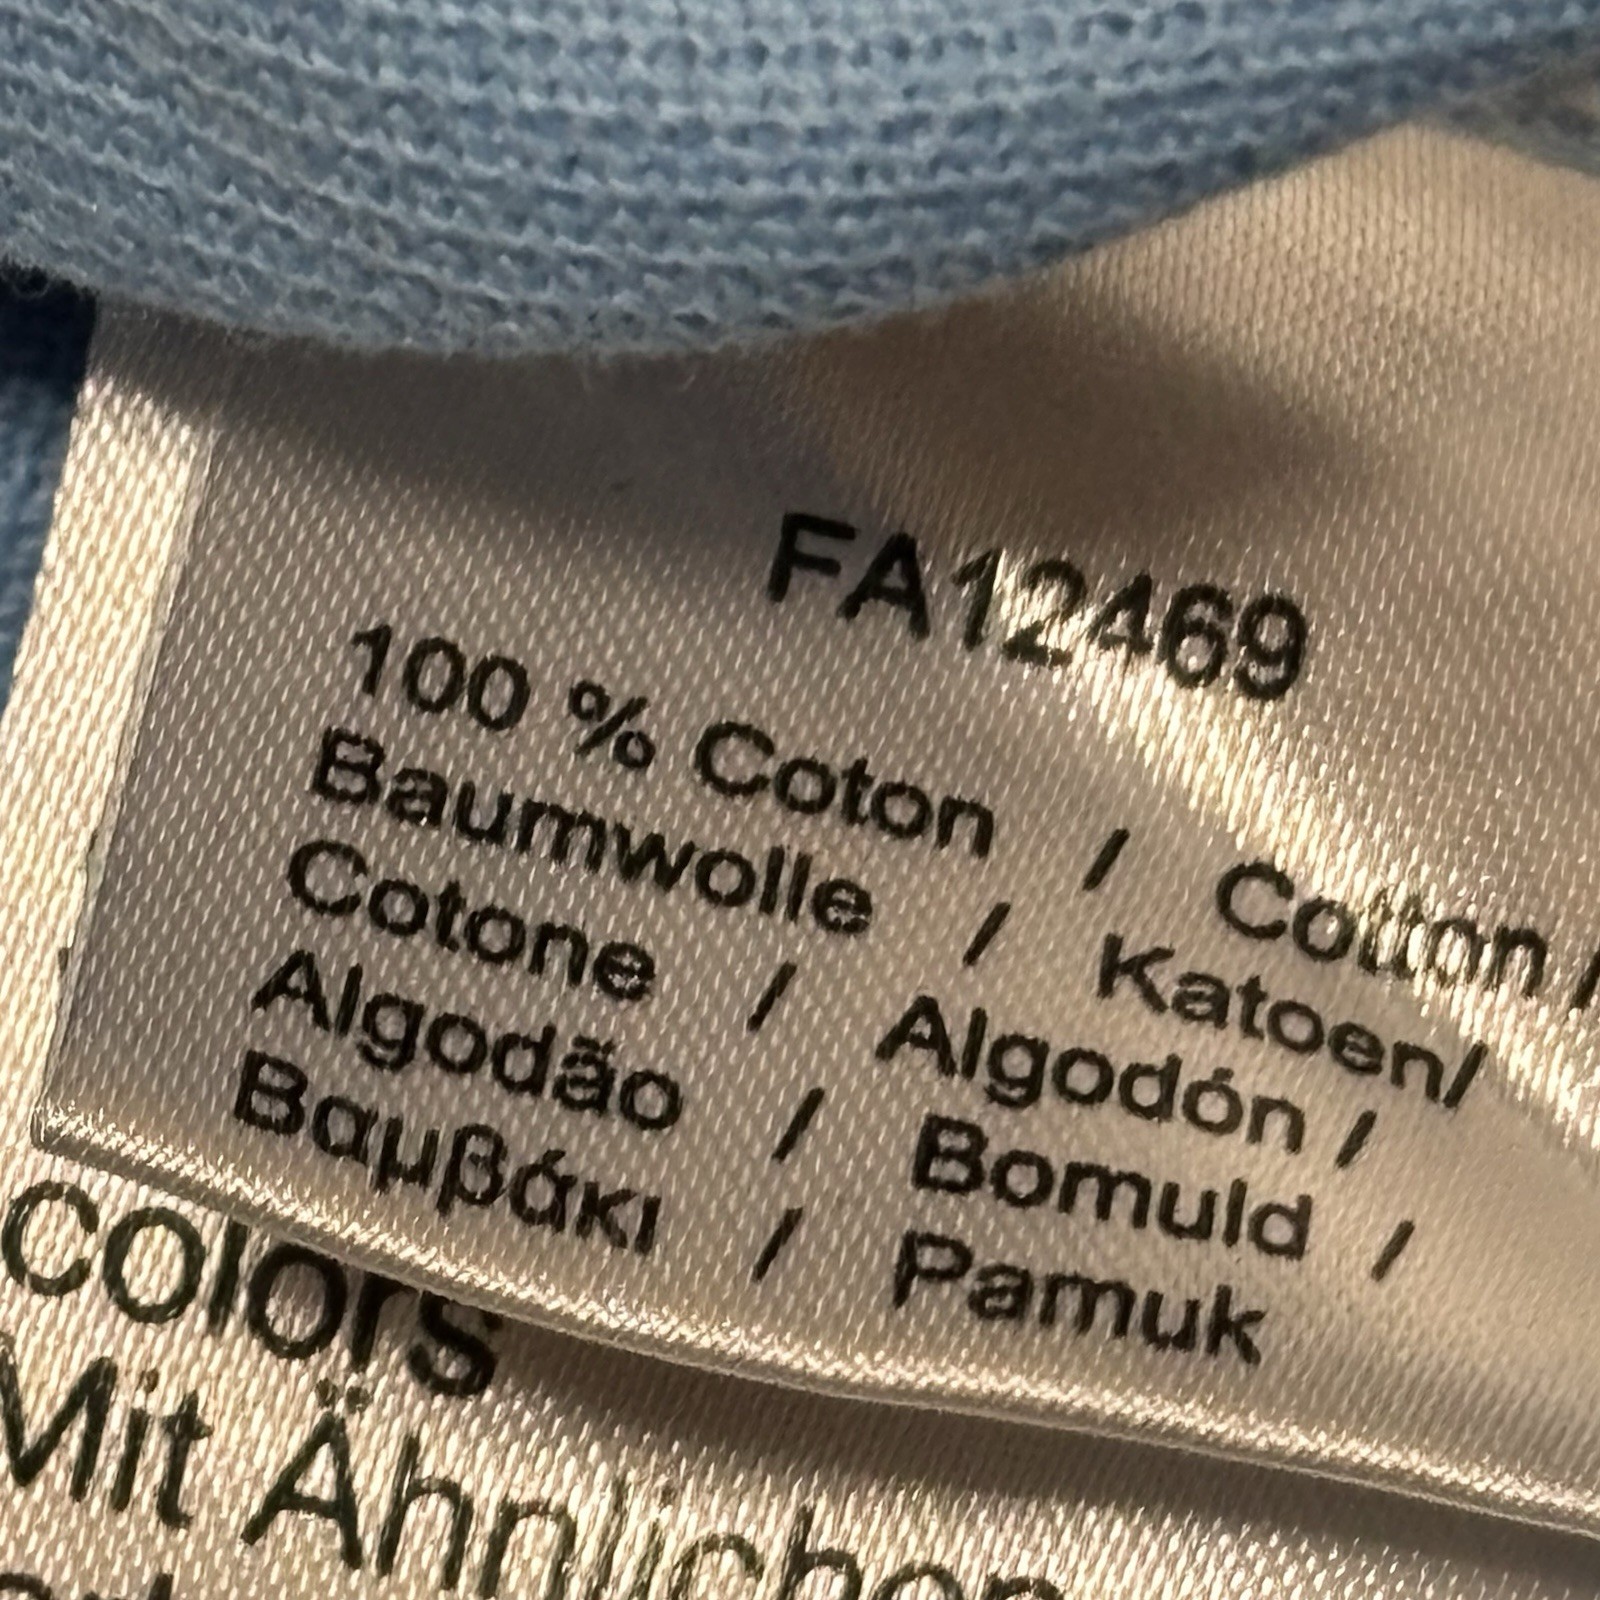 FA12469
100 % Coton / Cotton /
Baumwolle / Katoen/
Cotone / Algodón /
Algodão / Bomuld /
Βαμβάκι / Pamuk
colors
Mit Ähnlichen